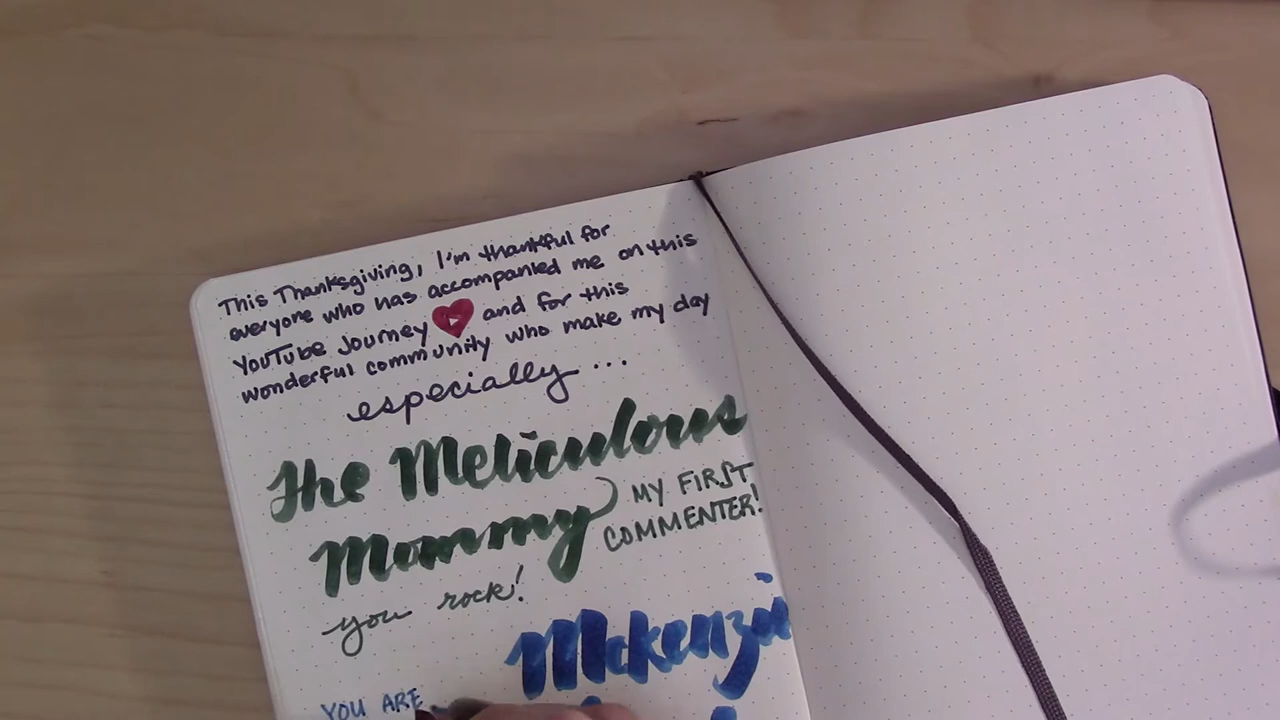 This Thanksgiving, I'm thankful for
everyone who has accompanied me on this
YouTube Journey and for this
wonderful community who make my day
especially ...
The Meticulous
Mommy
MY FIRST
COMMENTER!
you rock!
Mckenzie
YOU ARE